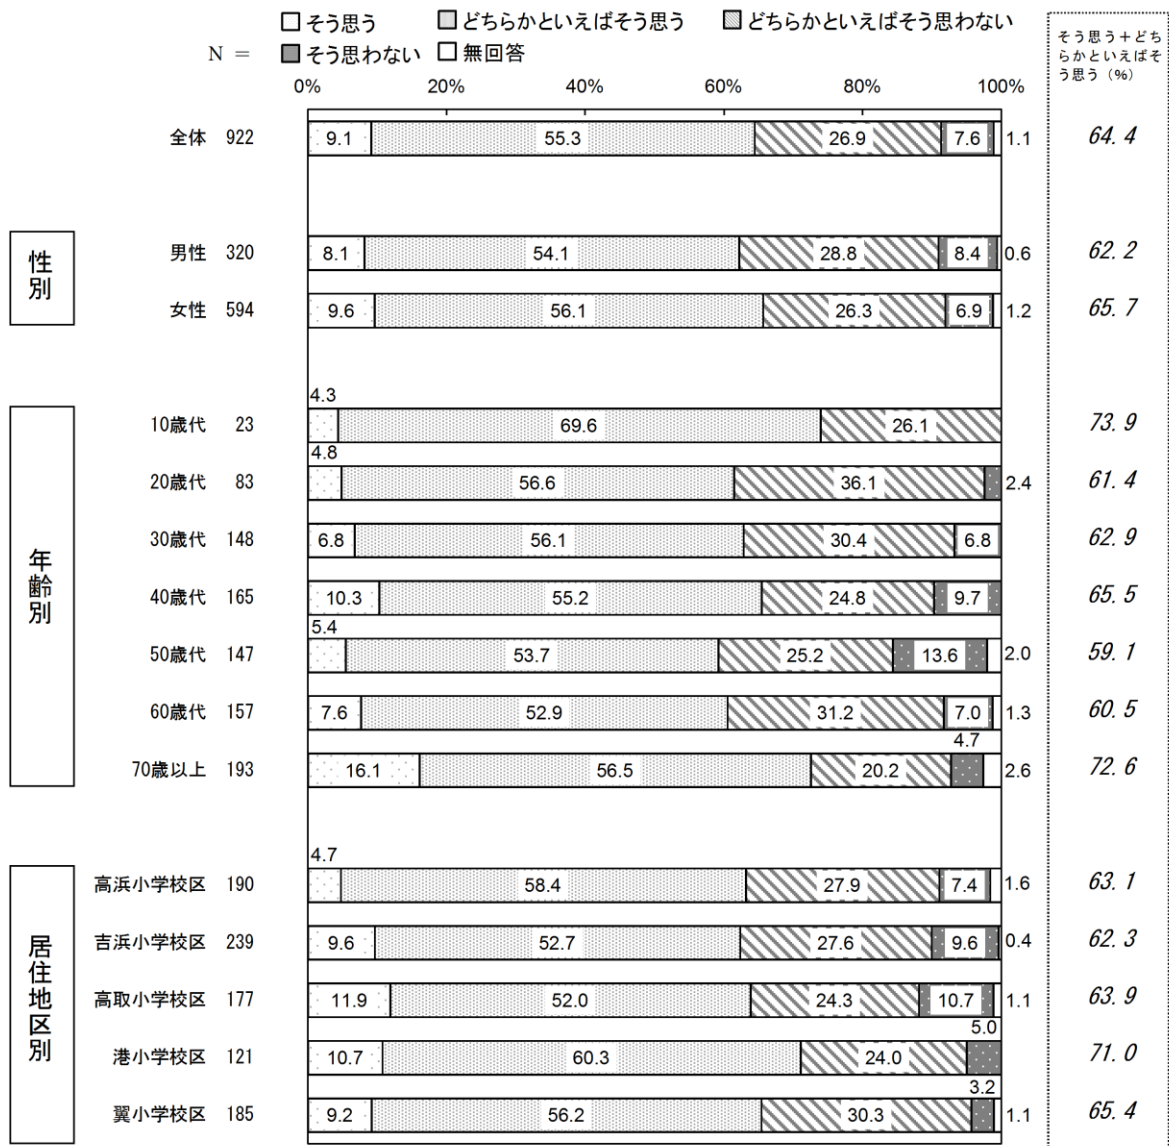 そう思う どちらかといえばそう思う どちらかといえばそう思わない
N = そう思わない 無回答
そう思う＋どち
らかといえばそ
う思う（%）
0% 20% 40% 60% 80% 100%
全体 922 9.1 55.3 26.9 7.6 1.1 64.4
性別
男性 320 8.1 54.1 28.8 8.4 0.6 62.2
女性 594 9.6 56.1 26.3 6.9 1.2 65.7
年齢別
4.3
10歳代 23 69.6 26.1 73.9
4.8
20歳代 83 56.6 36.1 2.4 61.4
30歳代 148 6.8 56.1 30.4 6.8 62.9
40歳代 165 10.3 55.2 24.8 9.7 65.5
5.4
50歳代 147 53.7 25.2 13.6 2.0 59.1
60歳代 157 7.6 52.9 31.2 7.0 1.3 60.5
4.7
70歳以上 193 16.1 56.5 20.2 2.6 72.6
居住地区別
4.7
高浜小学校区 190 58.4 27.9 7.4 1.6 63.1
吉浜小学校区 239 9.6 52.7 27.6 9.6 0.4 62.3
高取小学校区 177 11.9 52.0 24.3 10.7 1.1 63.9
5.0
港小学校区 121 10.7 60.3 24.0 71.0
3.2
翼小学校区 185 9.2 56.2 30.3 1.1 65.4